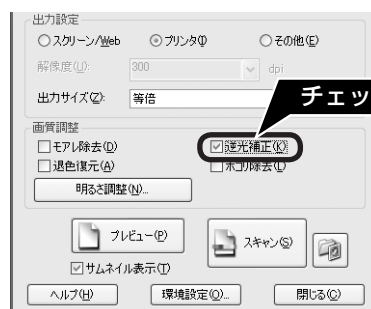 出力設定
スクリーン/Web プリンタ(I) その他(E)
解像度(U): 300 dpi
出力サイズ(Z): 等倍
チェッ
画質調整
モアレ除去(D) 逆光補正(K)
退色復元(A) ホコリ除去(L)
明るさ調整(N)...
プレビュー(P) スキャン(S)
サムネイル表示(T)
ヘルプ(H) 環境設定(O)... 閉じる(C)